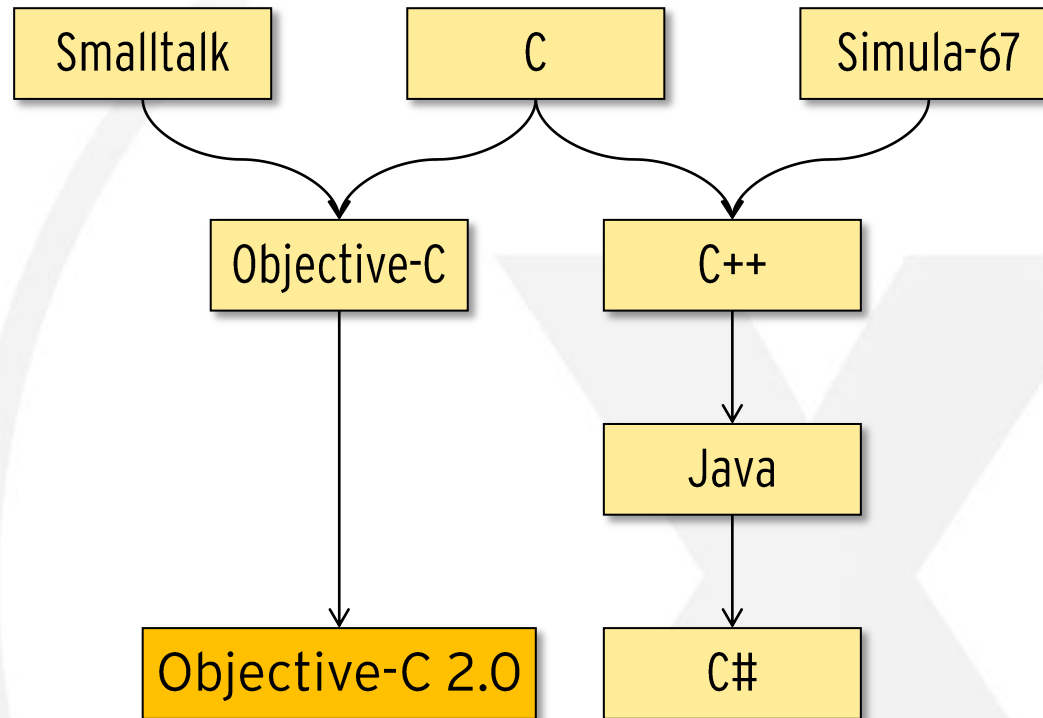 Smalltalk
C
Simula-67
Objective-C
C++
Java
Objective-C 2.0
C#